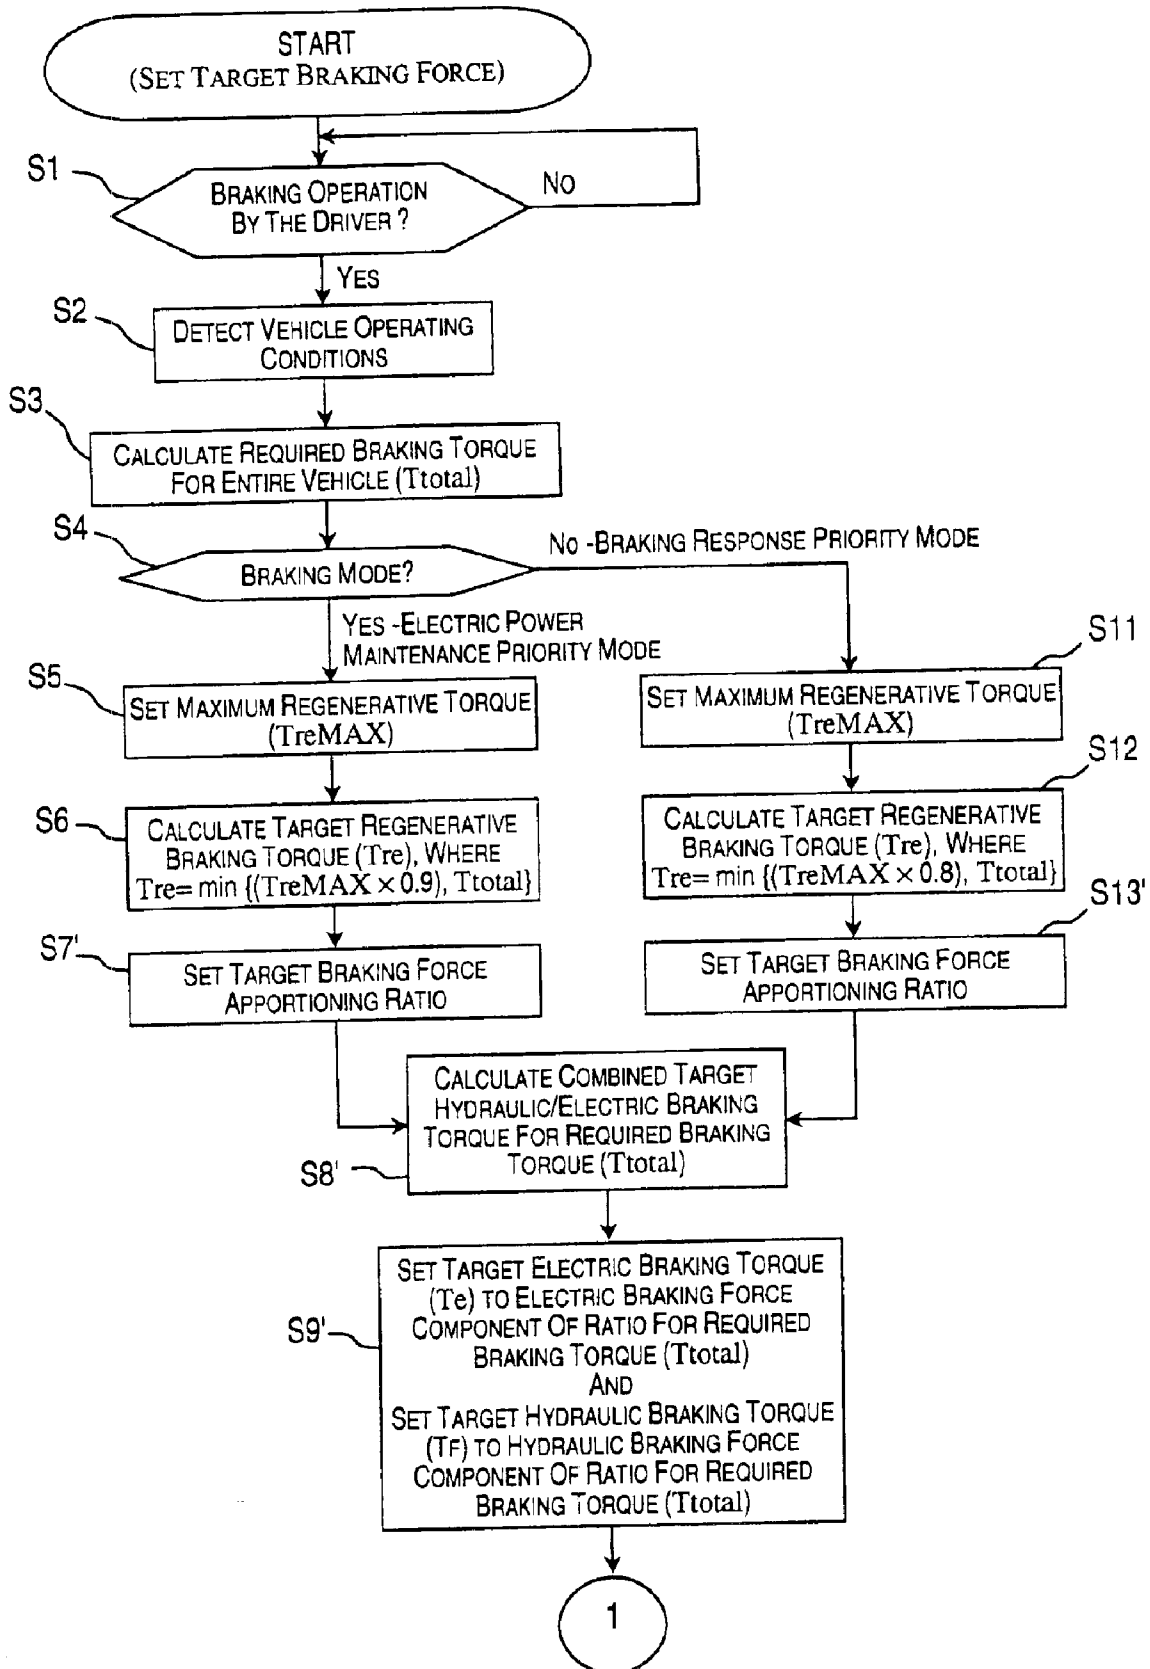 START
(SET TARGET BRAKING FORCE)
S1
BRAKING OPERATION
BY THE DRIVER ?
NO
YES
S2
DETECT VEHICLE OPERATING
CONDITIONS
S3
CALCULATE REQUIRED BRAKING TORQUE
FOR ENTIRE VEHICLE (Ttotal)
S4
BRAKING MODE?
NO -BRAKING RESPONSE PRIORITY MODE
YES -ELECTRIC POWER
MAINTENANCE PRIORITY MODE
S5
SET MAXIMUM REGENERATIVE TORQUE
(TreMAX)
S11
SET MAXIMUM REGENERATIVE TORQUE
(TreMAX)
S6
CALCULATE TARGET REGENERATIVE
BRAKING TORQUE (Tre), WHERE
Tre= min {(TreMAX × 0.9), Ttotal}
S12
CALCULATE TARGET REGENERATIVE
BRAKING TORQUE (Tre), WHERE
Tre= min {(TreMAX × 0.8), Ttotal}
S7'
SET TARGET BRAKING FORCE
APPORTIONING RATIO
S13'
SET TARGET BRAKING FORCE
APPORTIONING RATIO
CALCULATE COMBINED TARGET
HYDRAULIC/ELECTRIC BRAKING
TORQUE FOR REQUIRED BRAKING
TORQUE (Ttotal)
S8'
SET TARGET ELECTRIC BRAKING TORQUE
(Te) TO ELECTRIC BRAKING FORCE
COMPONENT OF RATIO FOR REQUIRED
BRAKING TORQUE (Ttotal)
AND
SET TARGET HYDRAULIC BRAKING TORQUE
(TF) TO HYDRAULIC BRAKING FORCE
COMPONENT OF RATIO FOR REQUIRED
BRAKING TORQUE (Ttotal)
S9'
1